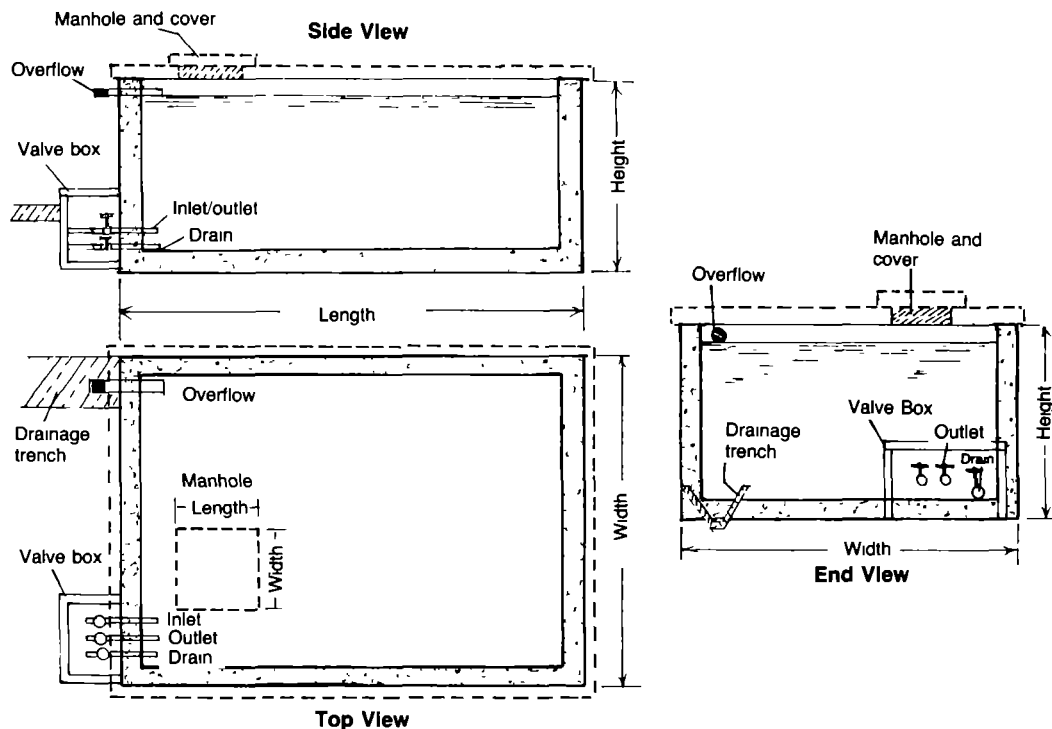 Side View
Manhole and cover
Overflow
Valve box
Inlet/outlet
Drain
Height
Length
Overflow
Drainage
trench
Manhole
Length
Width
Valve box
Inlet
Outlet
Drain
Width
Top View
Manhole and
cover
Overflow
Valve Box
Outlet
Drain
Drainage
trench
Height
Width
End View